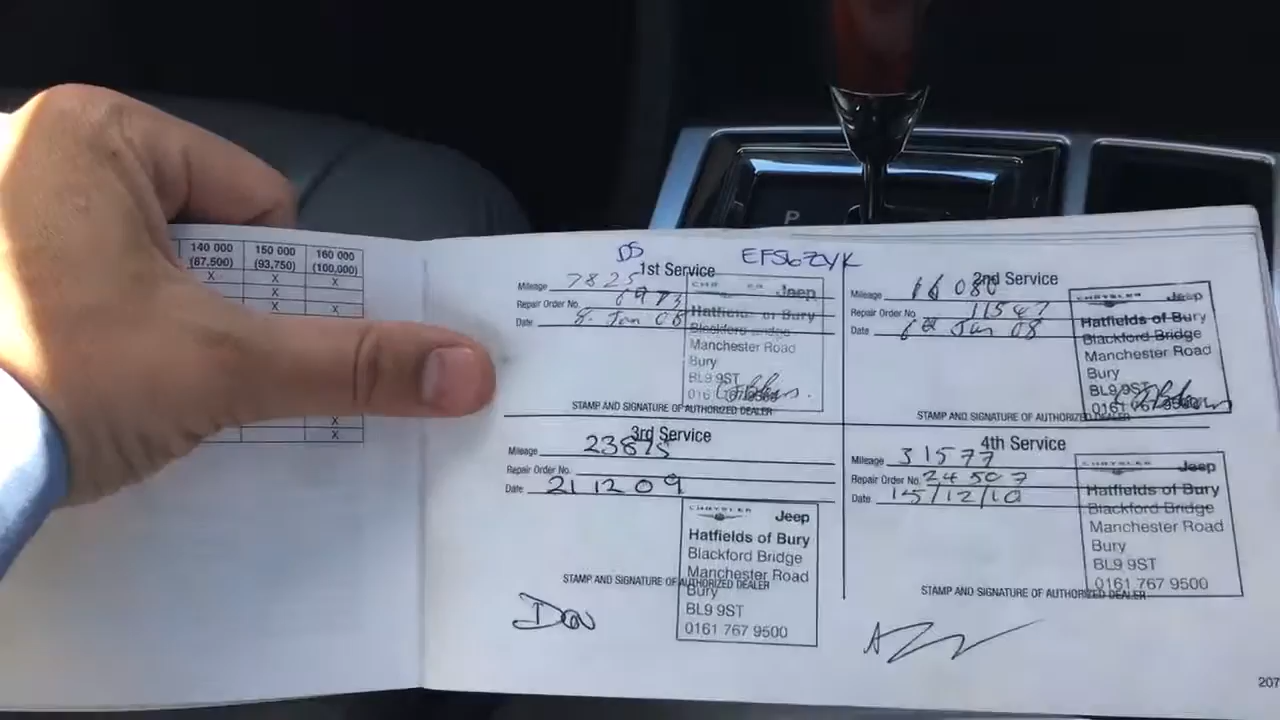 P
140 000 150 000 160 000
(87,500) (93,750) (100,000)
X X X
X
X X
X
X
DS
1st Service
Mileage 7825
Repair Order No.
Date 8. Jan 08
Jeep
Hatfields of Bury
Blackford Bridge
Manchester Road
Bury
BL9 9ST
STAMP AND SIGNATURE OF AUTHORIZED DEALER
2nd Service
Mileage 16080
Repair Order No. 11547
Date Jan 08
CHRYSLER Jeep
Hatfields of Bury
Blackford Bridge
Manchester Road
Bury
BL9 9ST
0161 767 9500
STAMP AND SIGNATURE OF AUTHORIZED DEALER
3rd Service
Mileage 23875
Repair Order No.
Date 21 12 09
CHRYSLER Jeep
Hatfields of Bury
Blackford Bridge
Manchester Road
Bury
BL9 9ST
0161 767 9500
STAMP AND SIGNATURE OF AUTHORIZED DEALER
4th Service
Mileage 31577
Repair Order No. 24507
Date 15/12/10
CHRYSLER Jeep
Hatfields of Bury
Blackford Bridge
Manchester Road
Bury
BL9 9ST
0161 767 9500
STAMP AND SIGNATURE OF AUTHORIZED DEALER
207